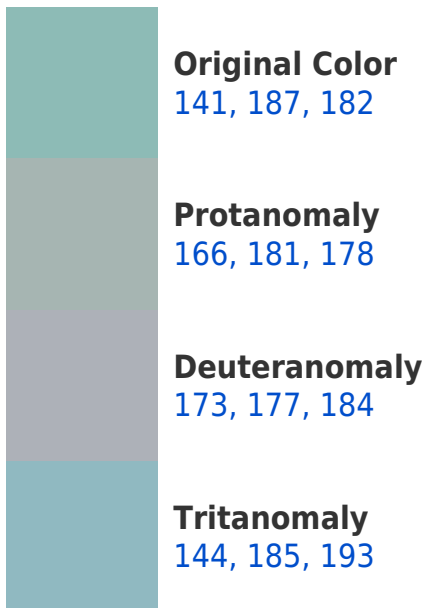 Original Color
141, 187, 182
Protanomaly
166, 181, 178
Deuteranomaly
173, 177, 184
Tritanomaly
144, 185, 193